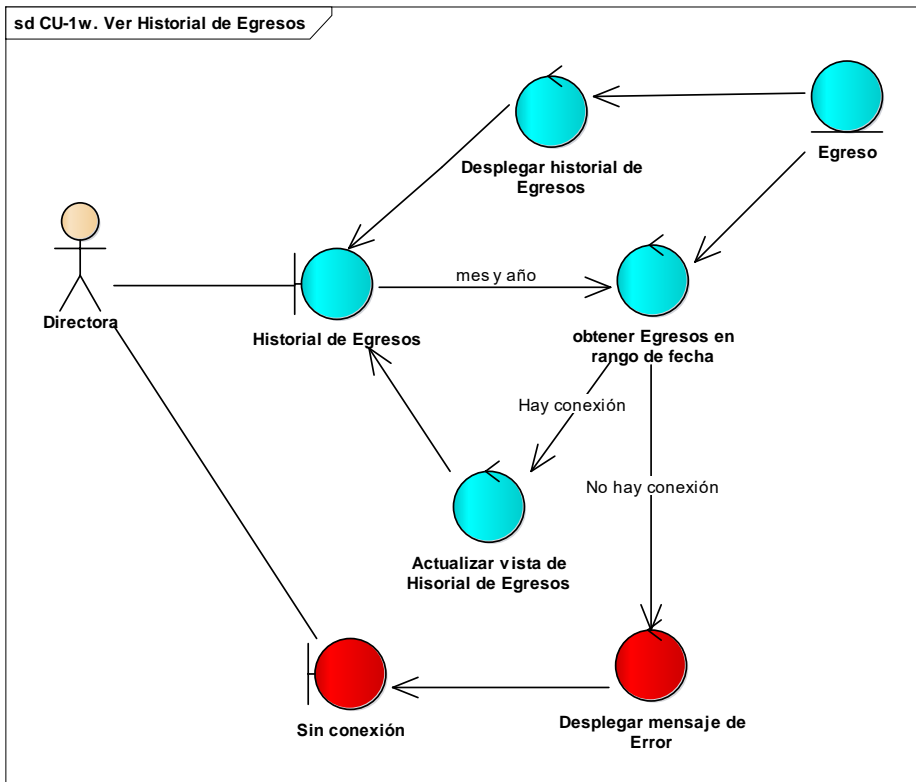 sd CU-1w. Ver Historial de Egresos
Desplegar historial de
Egresos
Egreso
Directora
Historial de Egresos
mes y año
obtener Egresos en
rango de fecha
Hay conexión
No hay conexión
Actualizar vista de
Hisorial de Egresos
Sin conexión
Desplegar mensaje de
Error